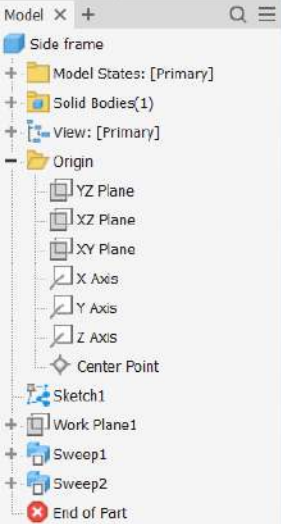 Model × +
Side frame
Model States: [Primary]
Solid Bodies(1)
View: [Primary]
Origin
YZ Plane
XZ Plane
XY Plane
X Axis
Y Axis
Z Axis
Center Point
Sketch1
Work Plane1
Sweep1
Sweep2
End of Part